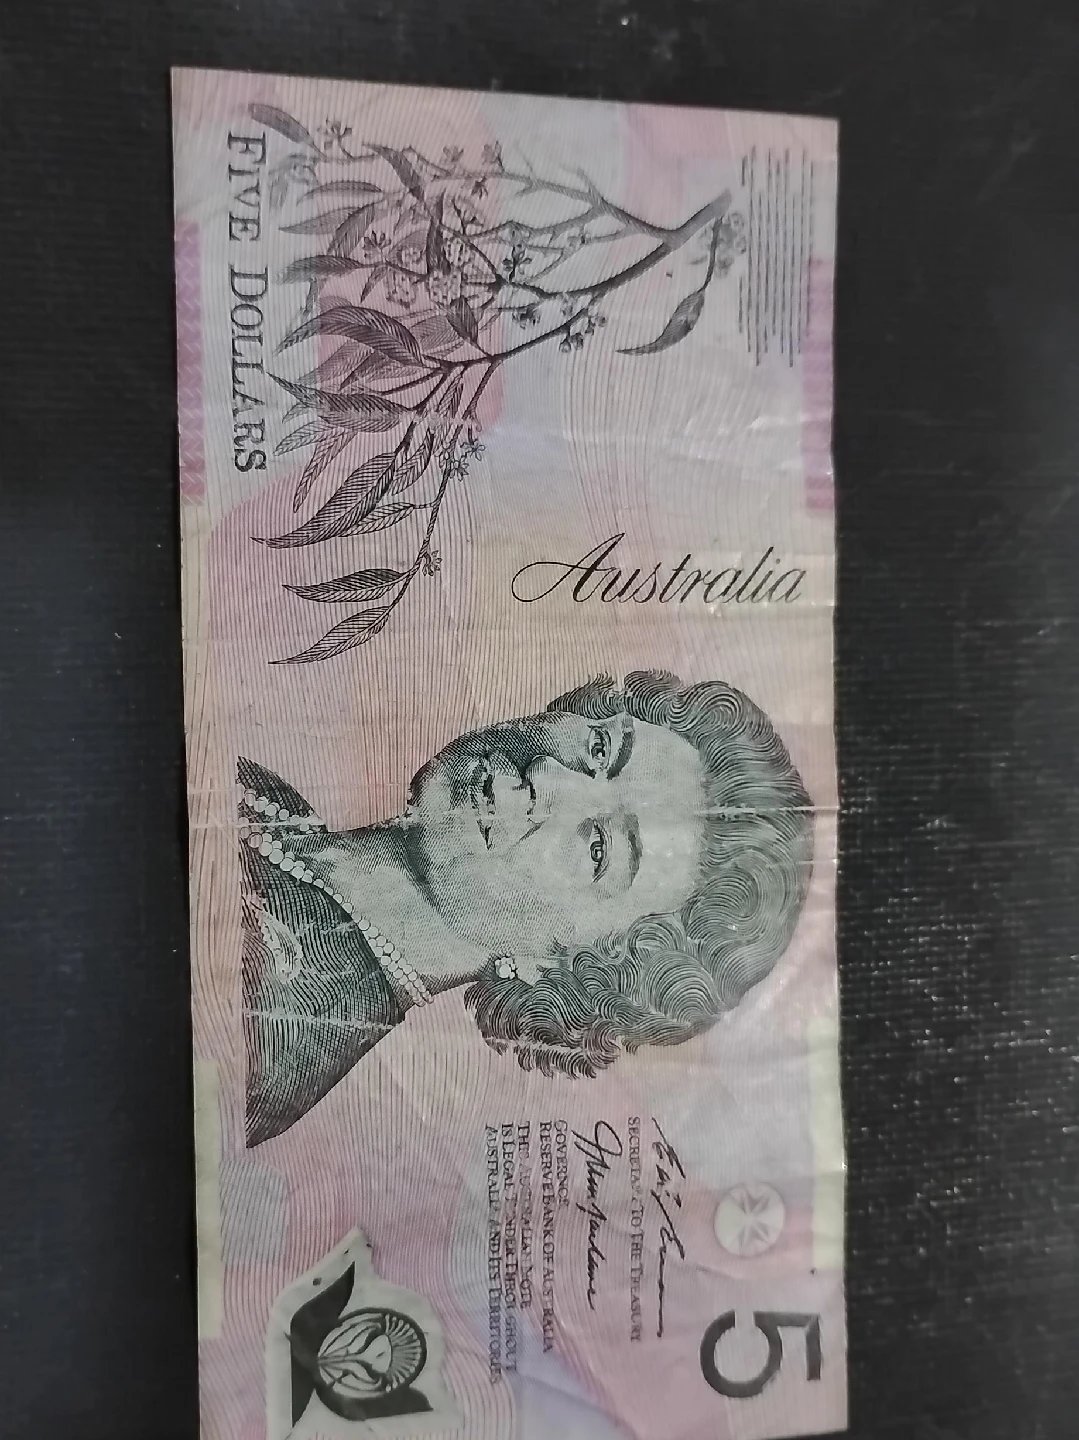 Australia
FIVE DOLLARS
SECRETARY TO THE TREASURY
GOVERNOR
RESERVE BANK OF AUSTRALIA
THIS AUSTRALIAN NOTE
IS LEGAL TENDER THROUGHOUT
AUSTRALIA AND ITS TERRITORIES
5